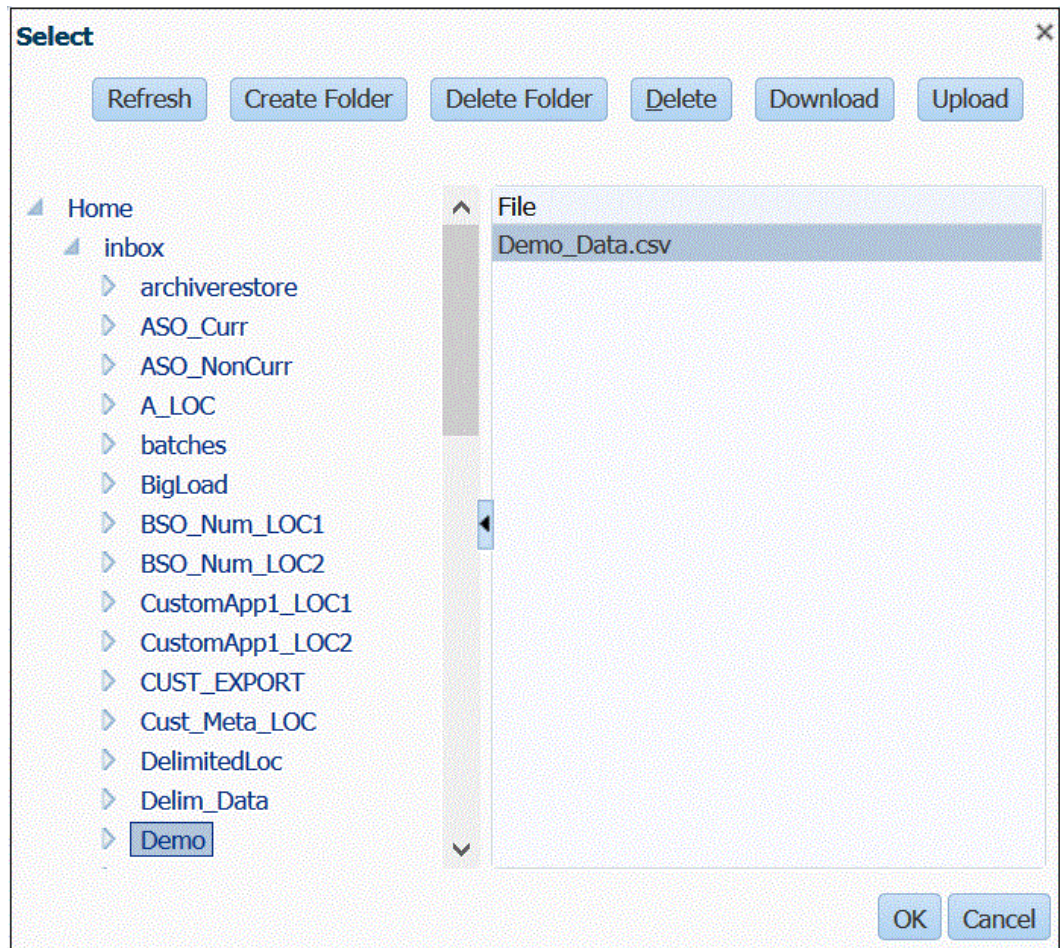 Select
Refresh Create Folder Delete Folder Delete Download Upload
Home
inbox
archiverestore
ASO_Curr
ASO_NonCurr
A_LOC
batches
BigLoad
BSO_Num_LOC1
BSO_Num_LOC2
CustomApp1_LOC1
CustomApp1_LOC2
CUST_EXPORT
Cust_Meta_LOC
DelimitedLoc
Delim_Data
Demo
File
Demo_Data.csv
OK Cancel